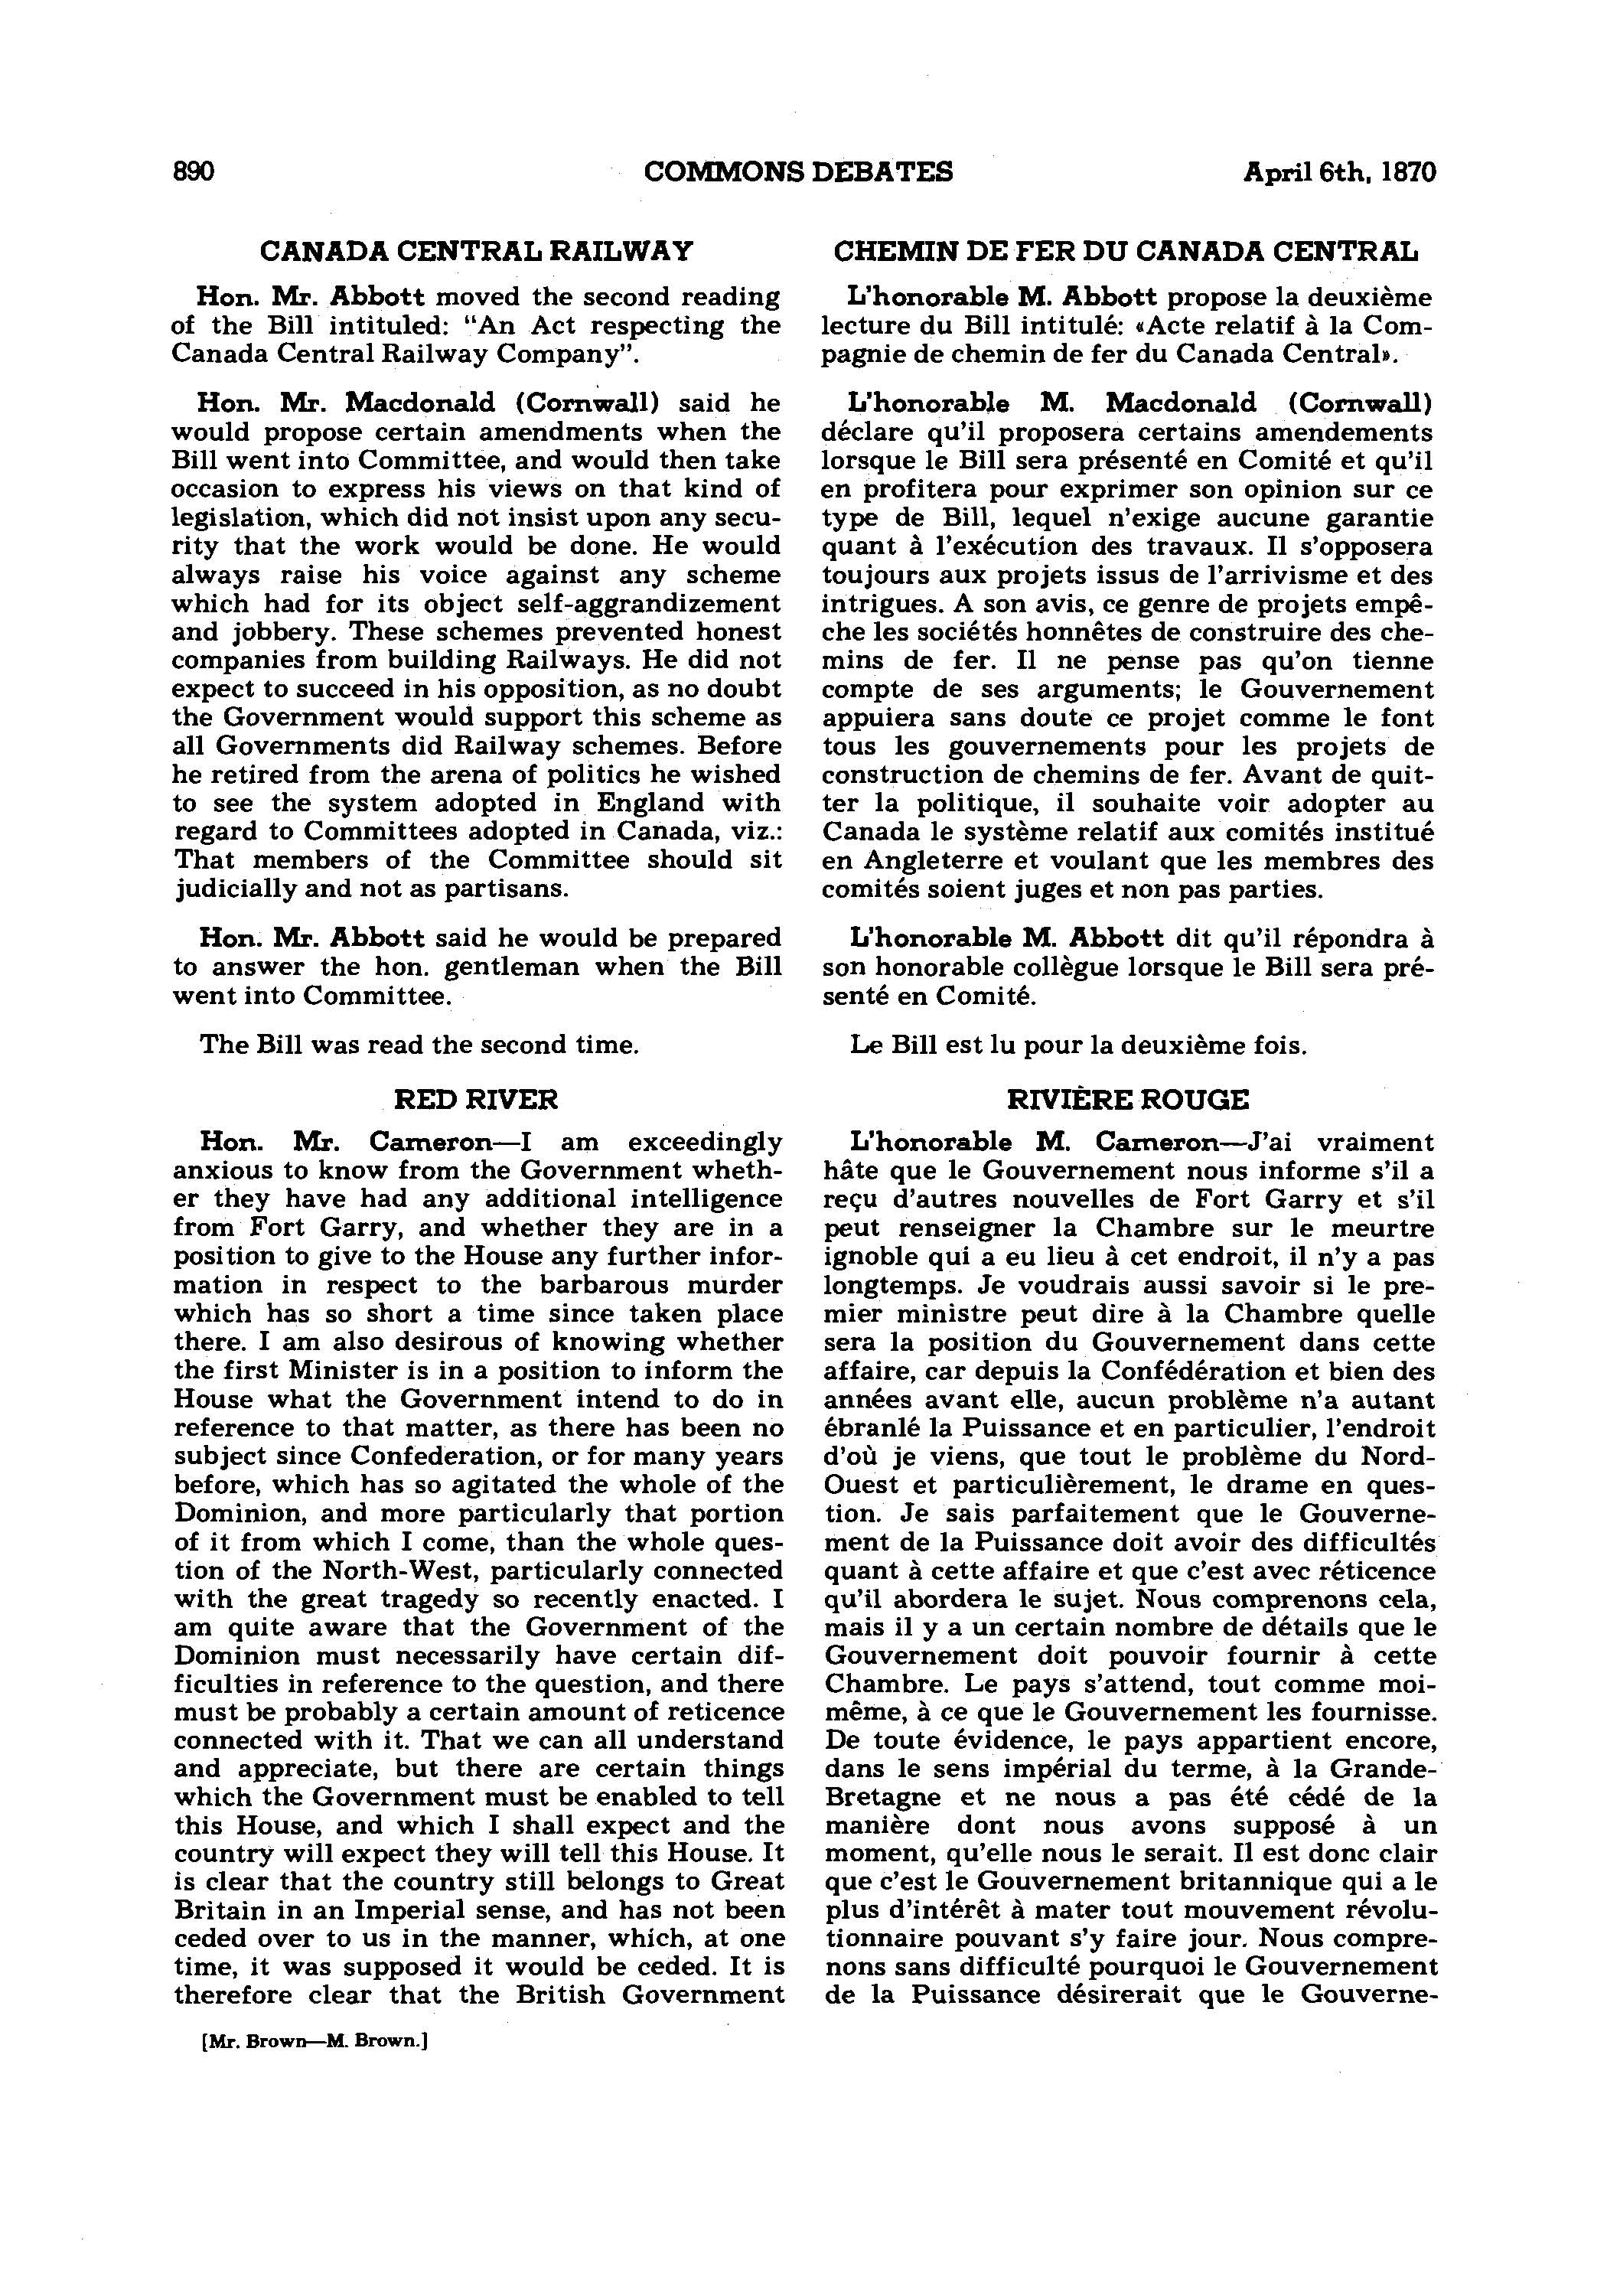 890 COMMONS DEBATES April 6th, 1870
CANADA CENTRAL RAILWAY
Hon. Mr. Abbott moved the second reading
of the Bill intituled: “An Act respecting the
Canada Central Railway Company”.
Hon. Mr. Macdonald (Cornwall) said he
would propose certain amendments when the
Bill went into Committee, and would then take
occasion to express his views on that kind of
legislation, which did not insist upon any secu-
rity that the work would be done. He would
always raise his voice against any scheme
which had for its object self-aggrandizement
and jobbery. These schemes prevented honest
companies from building Railways. He did not
expect to succeed in his opposition, as no doubt
the Government would support this scheme as
all Governments did Railway schemes. Before
he retired from the arena of politics he wished
to see the system adopted in England with
regard to Committees adopted in Canada, viz.:
That members of the Committee should sit
judicially and not as partisans.
Hon. Mr. Abbott said he would be prepared
to answer the hon. gentleman when the Bill
went into Committee.
The Bill was read the second time.
RED RIVER
Hon. Mr. Cameron—I am exceedingly
anxious to know from the Government wheth-
er they have had any additional intelligence
from Fort Garry, and whether they are in a
position to give to the House any further infor-
mation in respect to the barbarous murder
which has so short a time since taken place
there. I am also desirous of knowing whether
the first Minister is in a position to inform the
House what the Government intend to do in
reference to that matter, as there has been no
subject since Confederation, or for many years
before, which has so agitated the whole of the
Dominion, and more particularly that portion
of it from which I come, than the whole ques-
tion of the North-West, particularly connected
with the great tragedy so recently enacted. I
am quite aware that the Government of the
Dominion must necessarily have certain dif-
ficulties in reference to the question, and there
must be probably a certain amount of reticence
connected with it. That we can all understand
and appreciate, but there are certain things
which the Government must be enabled to tell
this House, and which I shall expect and the
country will expect they will tell this House. It
is clear that the country still belongs to Great
Britain in an Imperial sense, and has not been
ceded over to us in the manner, which, at one
time, it was supposed it would be ceded. It is
therefore clear that the British Government
CHEMIN DE FER DU CANADA CENTRAL
L'honorable M. Abbott propose la deuxième
lecture du Bill intitulé: «Acte relatif à la Com-
pagnie de chemin de fer du Canada Central».
L'honorable M. Macdonald (Cornwall)
déclare qu'il proposera certains amendements
lorsque le Bill sera présenté en Comité et qu'il
en profitera pour exprimer son opinion sur ce
type de Bill, lequel n'exige aucune garantie
quant à l'exécution des travaux. Il s'opposera
toujours aux projets issus de l'arrivisme et des
intrigues. A son avis, ce genre de projets empê-
che les sociétés honnêtes de construire des che-
mins de fer. Il ne pense pas qu'on tienne
compte de ses arguments; le Gouvernement
appuiera sans doute ce projet comme le font
tous les gouvernements pour les projets de
construction de chemins de fer. Avant de quit-
ter la politique, il souhaite voir adopter au
Canada le système relatif aux comités institué
en Angleterre et voulant que les membres des
comités soient juges et non pas parties.
L'honorable M. Abbott dit qu'il répondra à
son honorable collègue lorsque le Bill sera pré-
senté en Comité.
Le Bill est lu pour la deuxième fois.
RIVIÈRE ROUGE
L'honorable M. Cameron—J'ai vraiment
hâte que le Gouvernement nous informe s'il a
reçu d'autres nouvelles de Fort Garry et s'il
peut renseigner la Chambre sur le meurtre
ignoble qui a eu lieu à cet endroit, il n'y a pas
longtemps. Je voudrais aussi savoir si le pre-
mier ministre peut dire à la Chambre quelle
sera la position du Gouvernement dans cette
affaire, car depuis la Confédération et bien des
années avant elle, aucun problème n'a autant
ébranlé la Puissance et en particulier, l'endroit
d'où je viens, que tout le problème du Nord-
Ouest et particulièrement, le drame en ques-
tion. Je sais parfaitement que le Gouverne-
ment de la Puissance doit avoir des difficultés
quant à cette affaire et que c'est avec réticence
qu'il abordera le sujet. Nous comprenons cela,
mais il y a un certain nombre de détails que le
Gouvernement doit pouvoir fournir à cette
Chambre. Le pays s'attend, tout comme moi-
même, à ce que le Gouvernement les fournisse.
De toute évidence, le pays appartient encore,
dans le sens impérial du terme, à la Grande-
Bretagne et ne nous a pas été cédé de la
manière dont nous avons supposé à un
moment, qu'elle nous le serait. Il est donc clair
que c'est le Gouvernement britannique qui a le
plus d'intérêt à mater tout mouvement révolu-
tionnaire pouvant s'y faire jour. Nous compre-
nons sans difficulté pourquoi le Gouvernement
de la Puissance désirerait que le Gouverne-
[Mr. Brown—M. Brown.]